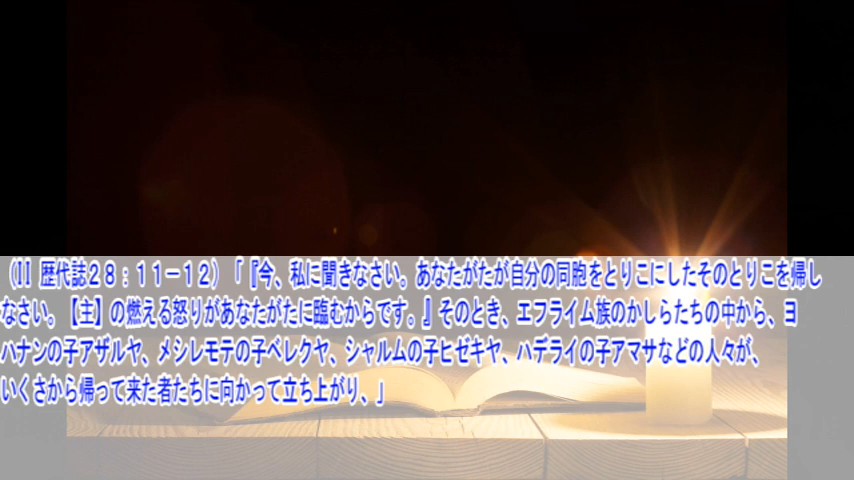 （II 歴代誌２８：１１－１２）「『今、私に聞きなさい。あなたがたが自分の同胞をとりこにしたそのとりこを帰し
なさい。【主】の燃える怒りがあなたがたに臨むからです。』そのとき、エフライム族のかしらたちの中から、ヨ
ハナンの子アザルヤ、メシレモテの子ベレクヤ、シャルムの子ヒゼキヤ、ハデライの子アマサなどの人々が、
いくさから帰って来た者たちに向かって立ち上がり、」